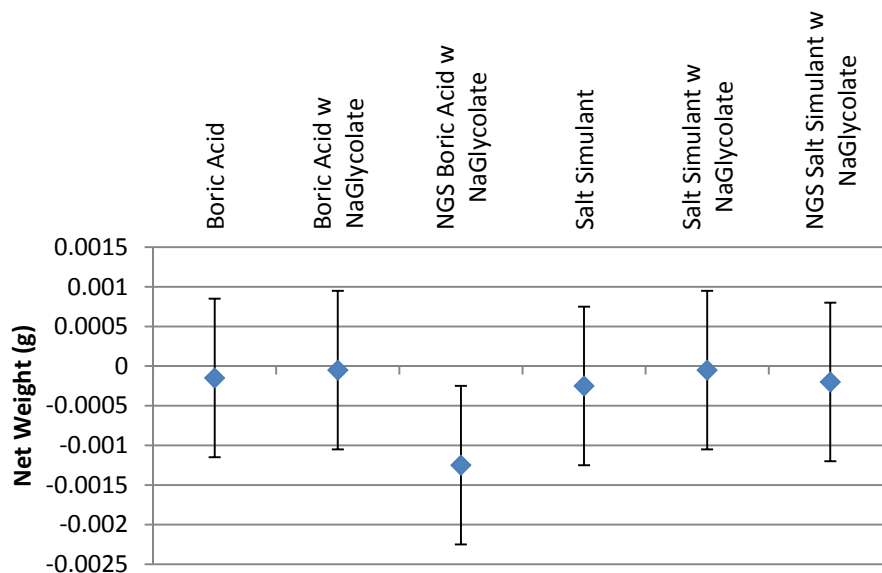 Boric Acid
Boric Acid w
NaGlycolate
NGS Boric Acid w
NaGlycolate
Salt Simulant
Salt Simulant w
NaGlycolate
NGS Salt Simulant w
NaGlycolate
Net Weight (g)
0.0015
0.001
0.0005
0
-0.0005
-0.001
-0.0015
-0.002
-0.0025